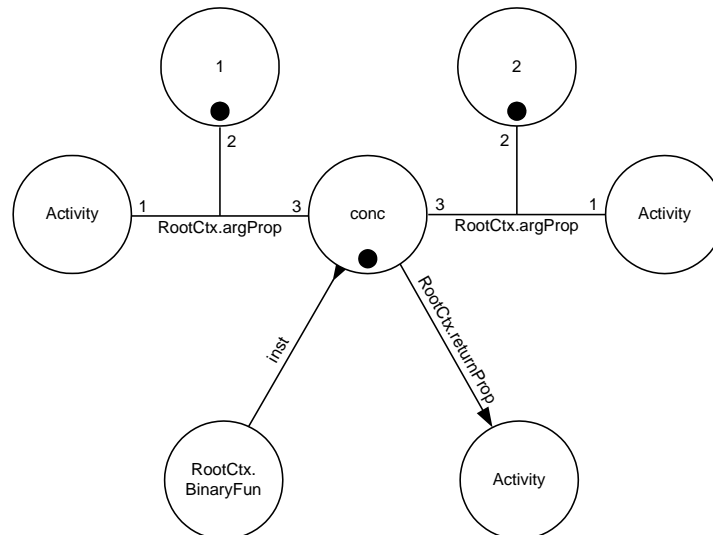 1
2
2
2
Activity
1
3
conc
3
1
Activity
RootCtx.argProp
RootCtx.argProp
inst
RootCtx.returnProp
RootCtx.
BinaryFun
Activity